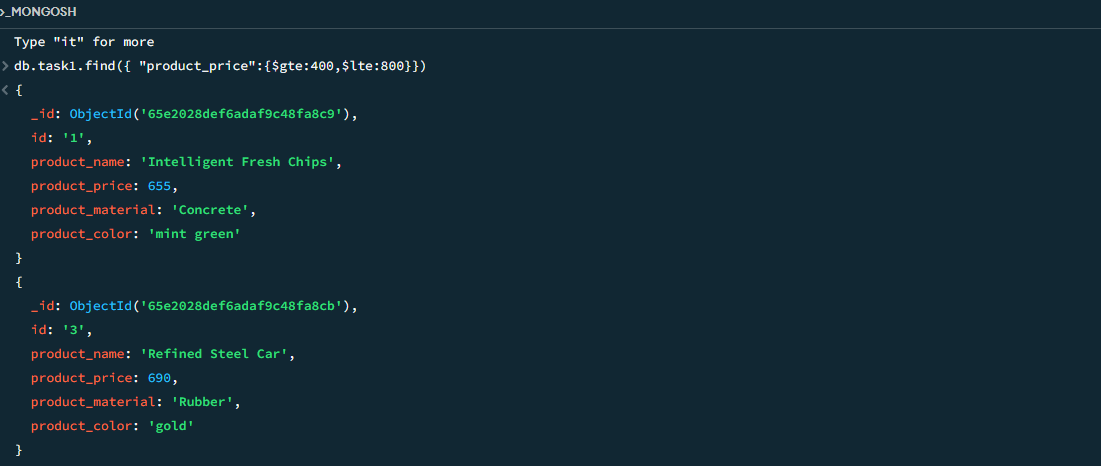 >_MONGOSH
Type "it" for more
> db.task1.find({ "product_price":{$gte:400,$lte:800}})
< {
_id: ObjectId('65e2028def6adaf9c48fa8c9'),
id: '1',
product_name: 'Intelligent Fresh Chips',
product_price: 655,
product_material: 'Concrete',
product_color: 'mint green'
}
{
_id: ObjectId('65e2028def6adaf9c48fa8cb'),
id: '3',
product_name: 'Refined Steel Car',
product_price: 690,
product_material: 'Rubber',
product_color: 'gold'
}